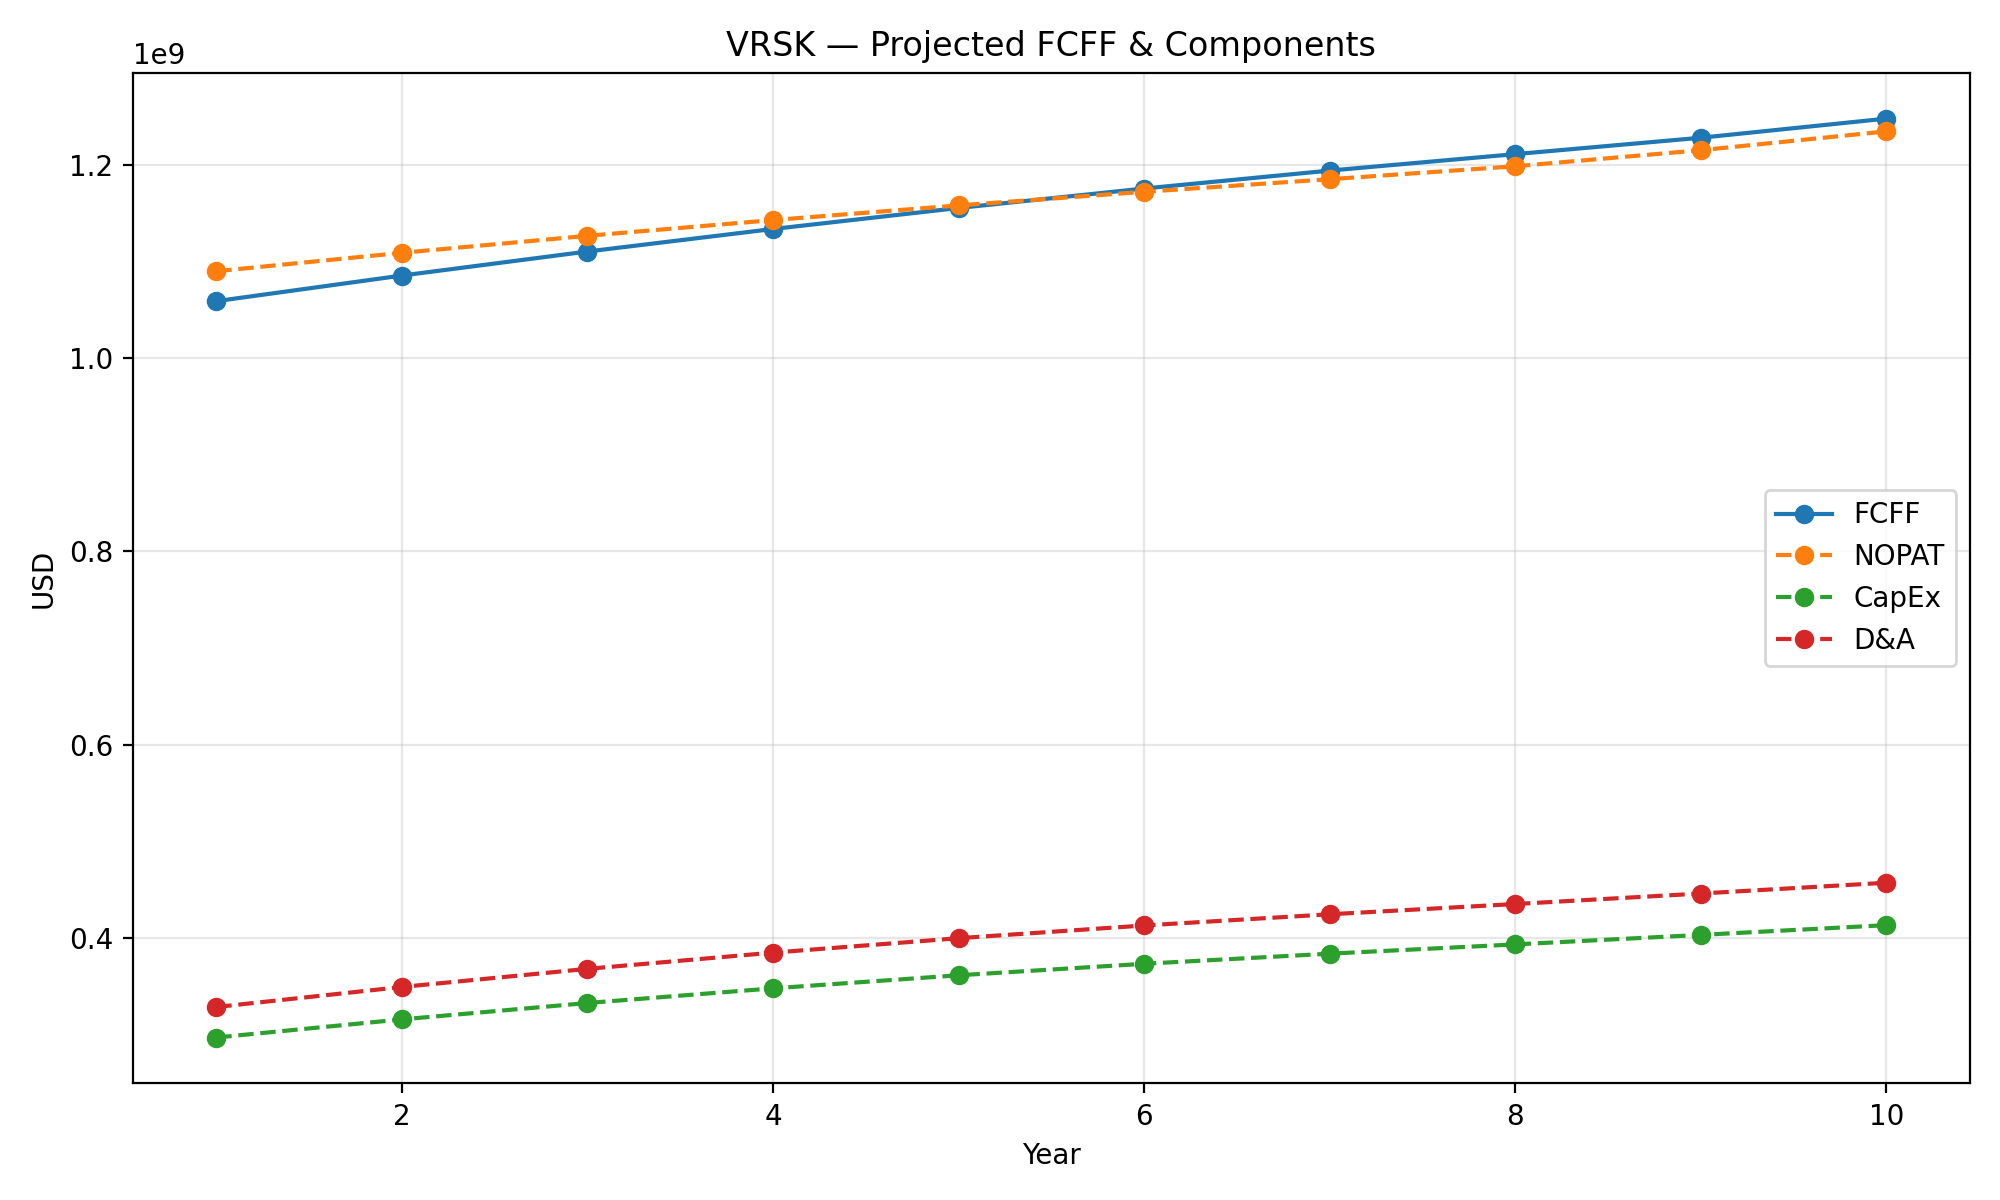 VRSK — Projected FCFF & Components
1e9
1.2
1.0
0.8
0.6
0.4
USD
FCFF
NOPAT
CapEx
D&A
2 4 6 8 10
Year